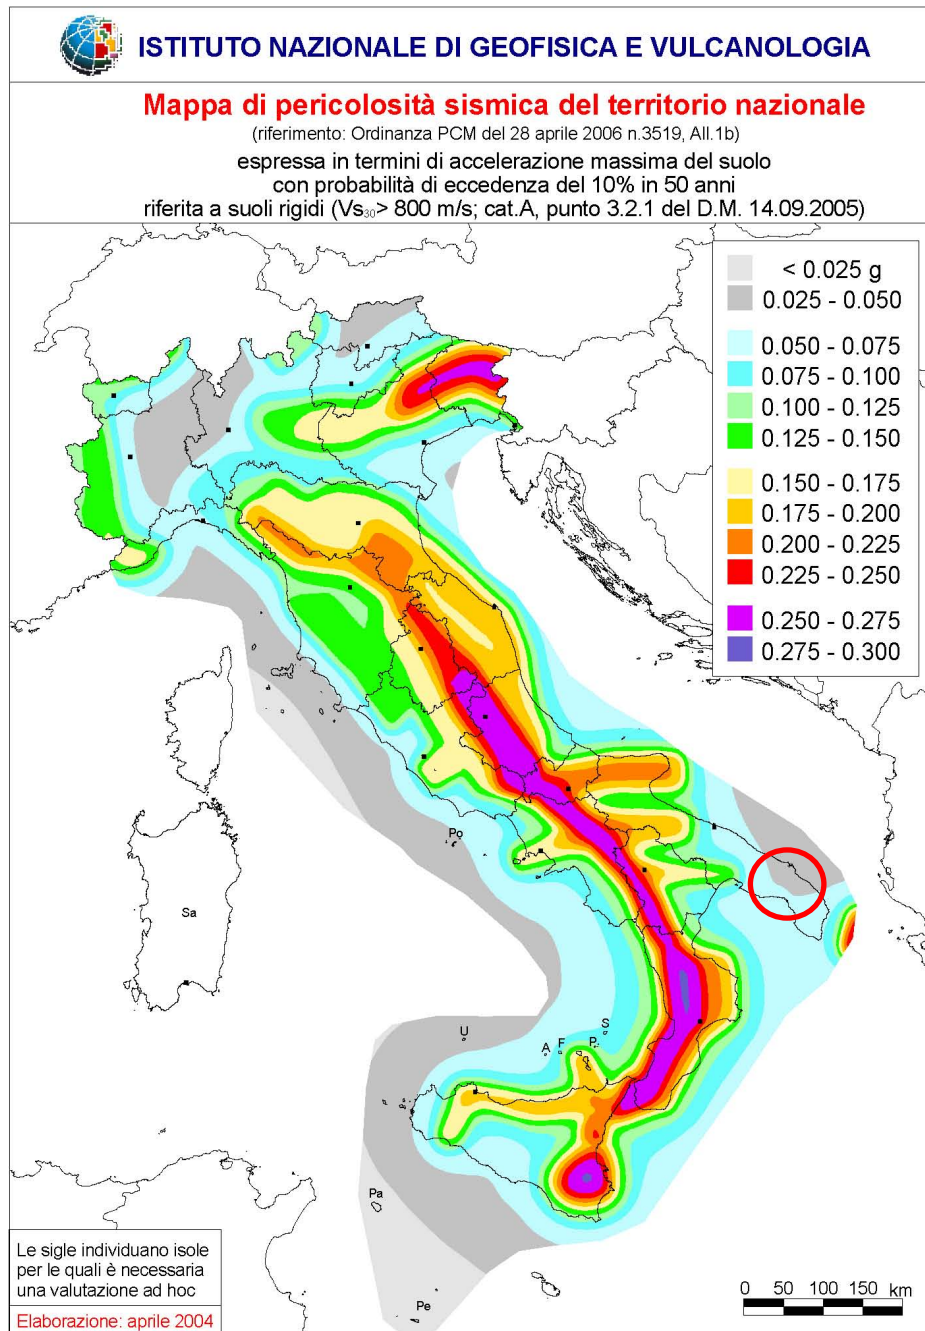 ISTITUTO NAZIONALE DI GEOFISICA E VULCANOLOGIA
Mappa di pericolosità sismica del territorio nazionale
(riferimento: Ordinanza PCM del 28 aprile 2006 n.3519, All.1b)
espressa in termini di accelerazione massima del suolo
con probabilità di eccedenza del 10% in 50 anni
riferita a suoli rigidi (Vs30> 800 m/s; cat.A, punto 3.2.1 del D.M. 14.09.2005)
< 0.025 g
0.025 - 0.050
0.050 - 0.075
0.075 - 0.100
0.100 - 0.125
0.125 - 0.150
0.150 - 0.175
0.175 - 0.200
0.200 - 0.225
0.225 - 0.250
0.250 - 0.275
0.275 - 0.300
Po
Sa
U
S
A
F
P
Pa
Pe
Le sigle individuano isole
per le quali è necessaria
una valutazione ad hoc
Elaborazione: aprile 2004
0 50 100 150 km